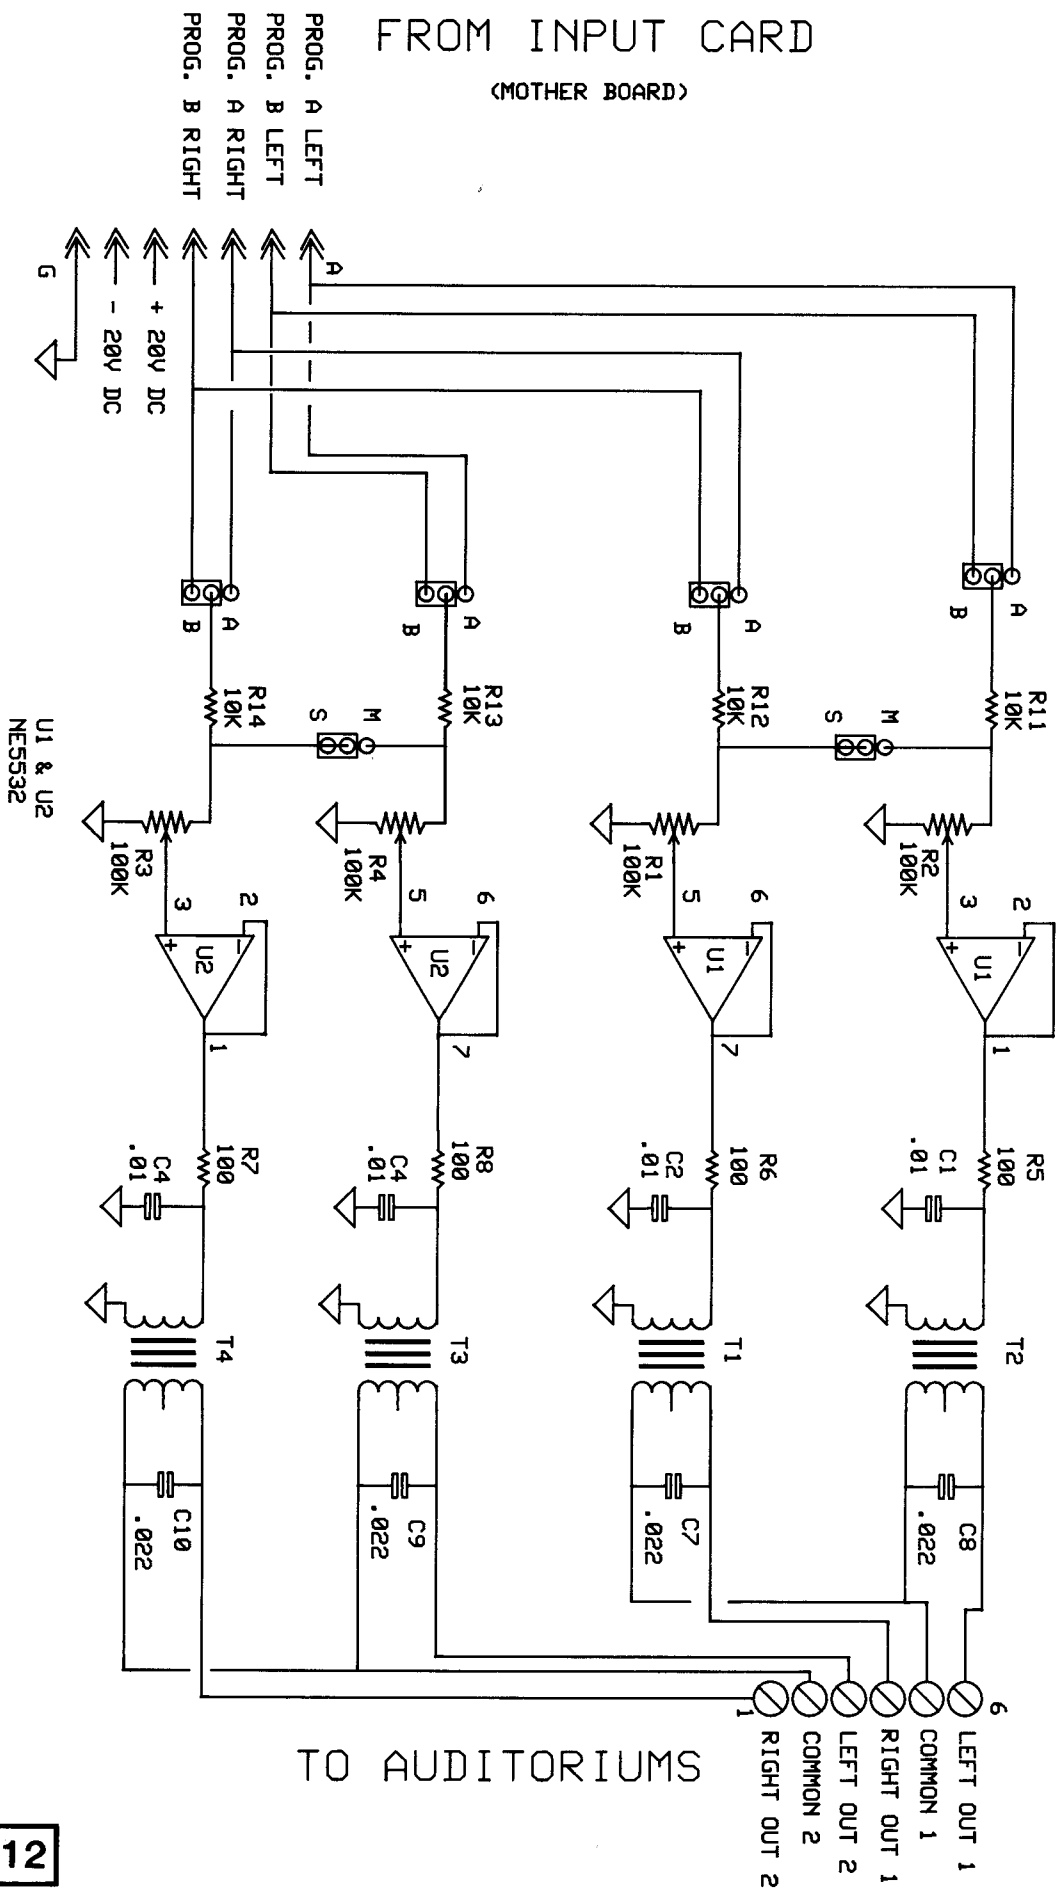 FROM INPUT CARD
(MOTHER BOARD)
PROG. A LEFT
PROG. B LEFT
PROG. A RIGHT
PROG. B RIGHT
A
+ 20V DC
- 20V DC
G
A
B
R11
10K
M
S
R2
100K
2
3
-
+
U1
1
R5
100
C1
.01
T2
C8
.022
A
B
R12
10K
R1
100K
6
5
-
+
U1
7
R6
100
C2
.01
T1
C7
.022
A
B
R13
10K
M
S
R4
100K
6
5
-
+
U2
7
R8
100
C4
.01
T3
C9
.022
A
B
R14
10K
R3
100K
2
3
-
+
U2
1
R7
100
C4
.01
T4
C10
.022
U1 & U2
NE5532
6
LEFT OUT 1
COMMON 1
RIGHT OUT 1
LEFT OUT 2
COMMON 2
RIGHT OUT 2
1
TO AUDITORIUMS
12